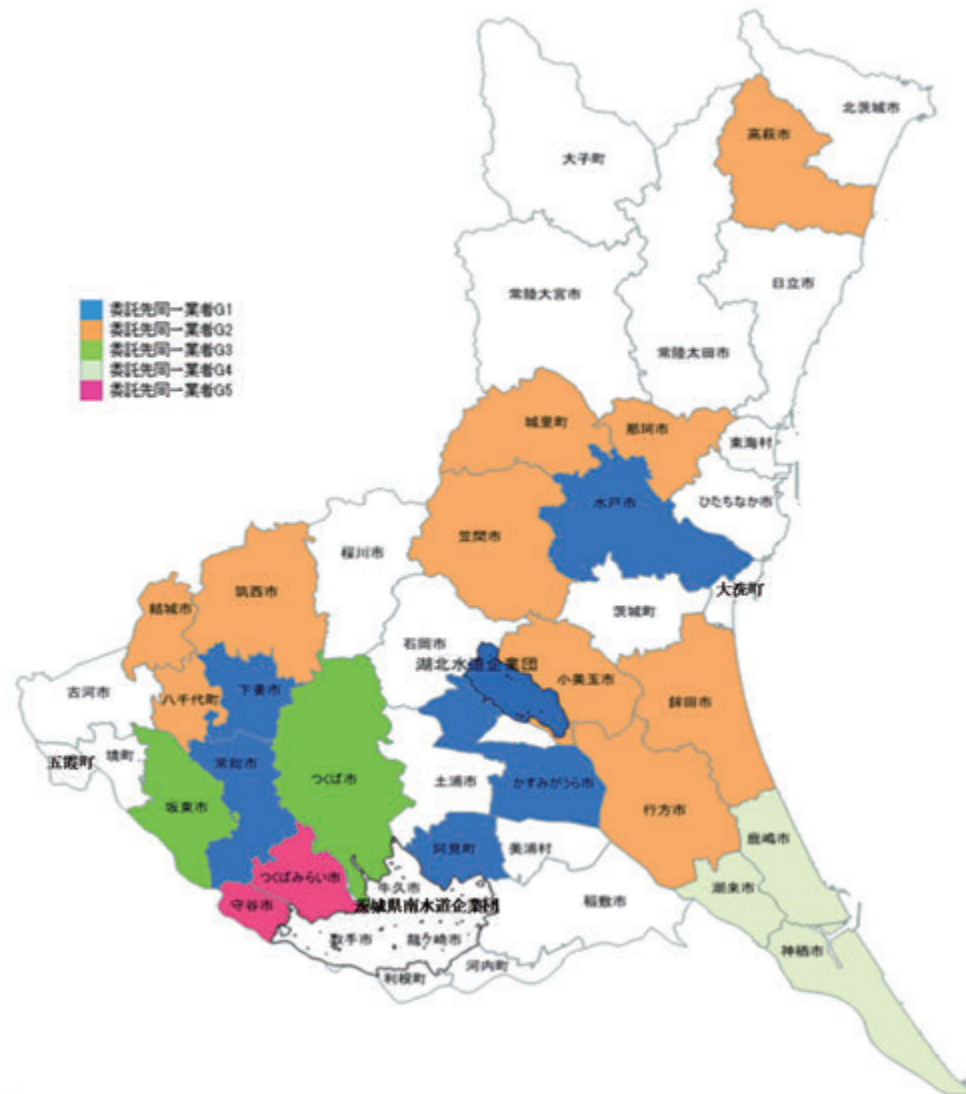 北茨城市
高萩市
大子町
日立市
常陸大宮市
常陸太田市
委託先同一業者G1
委託先同一業者G2
委託先同一業者G3
委託先同一業者G4
委託先同一業者G5
城里町
那珂市
東海村
水戸市
ひたちなか市
笠間市
桜川市
筑西市
大洗町
結城市
茨城町
石岡市
湖北水道企業団
小美玉市
古河市
八千代町
下妻市
鉾田市
五霞町
境町
常総市
つくば市
土浦市
かすみがうら市
坂東市
行方市
鹿嶋市
阿見町
美浦村
つくばみらい市
牛久市
潮来市
守谷市
茨城県南水道企業団
稲敷市
取手市
龍ケ崎市
神栖市
利根町
河内町